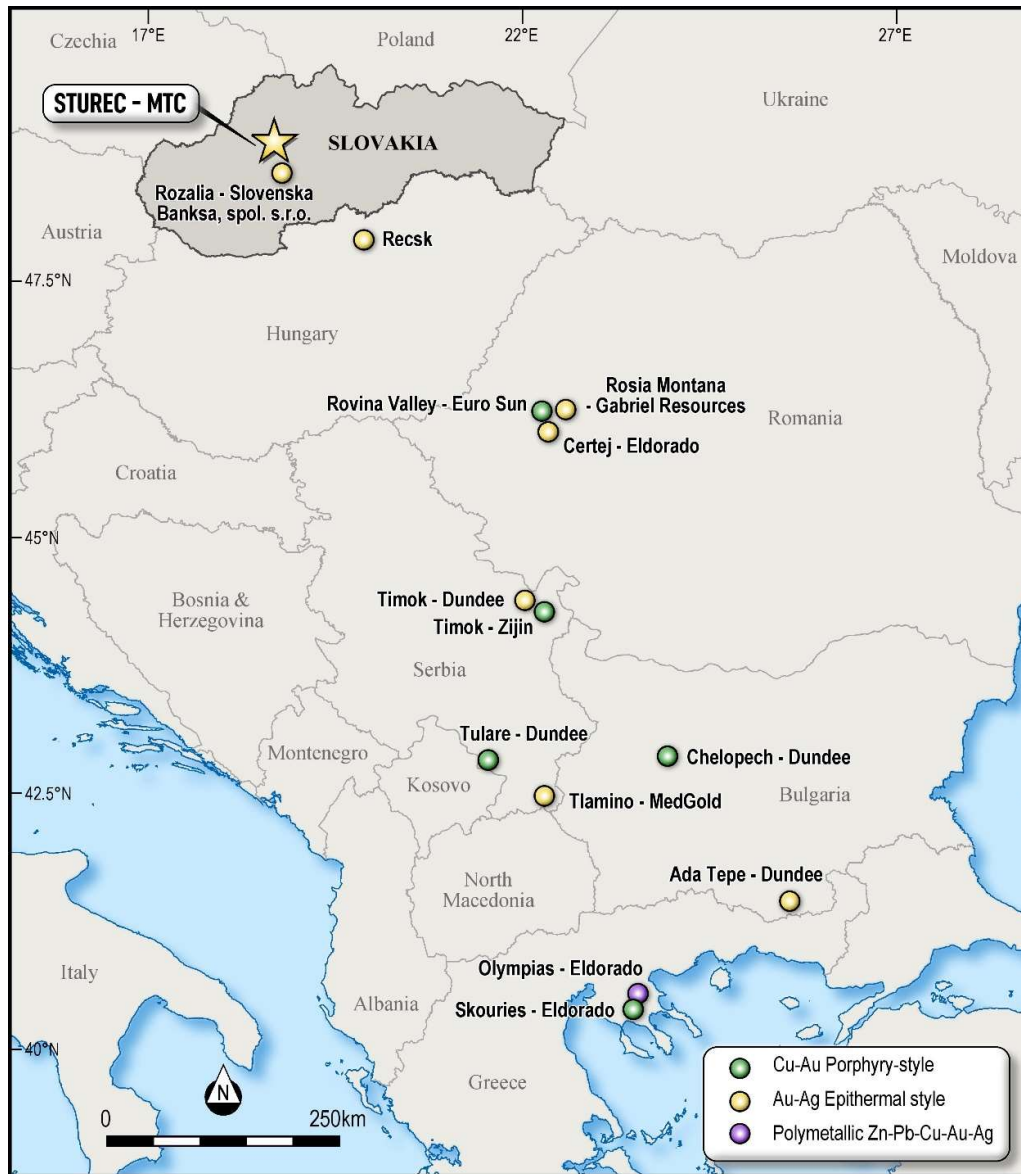 17°E
22°E
27°E
Czechia
Poland
Ukraine
STUREC - MTC
SLOVAKIA
Rozalia - Slovenska
Banksa, spol. s.r.o.
Austria
Recsk
Moldova
47.5°N
Hungary
Rosia Montana
- Gabriel Resources
Rovina Valley - Euro Sun
Romania
Certej - Eldorado
Croatia
45°N
Bosnia &
Herzegovina
Timok - Dundee
Timok - Zijin
Serbia
Tulare - Dundee
Montenegro
Chelopech - Dundee
Kosovo
42.5°N
Tlamino - MedGold
Bulgaria
Ada Tepe - Dundee
North
Macedonia
Italy
Olympias - Eldorado
Albania
Skouries - Eldorado
40°N
Greece
N
0
250km
Cu-Au Porphyry-style
Au-Ag Epithermal style
Polymetallic Zn-Pb-Cu-Au-Ag